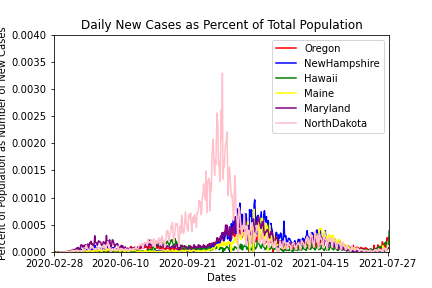 Daily New Cases as Percent of Total Population
Percent of Population as Number of New Cases
0.0040
0.0035
0.0030
0.0025
0.0020
0.0015
0.0010
0.0005
0.0000
Oregon
NewHampshire
Hawaii
Maine
Maryland
NorthDakota
2020-02-28 2020-06-10 2020-09-21 2021-01-02 2021-04-15 2021-07-27
Dates